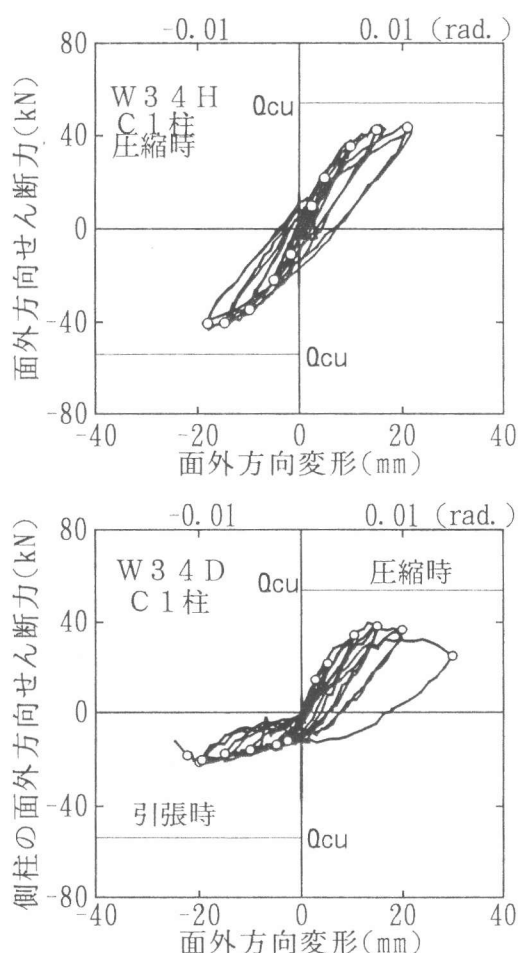 -0.01 0.01 (rad.)
80
40
0
-40
-80
面外方向せん断力(kN)
W34H
C1柱
圧縮時
Qcu
Qcu
-40 -20 0 20 40
面外方向変形(mm)
-0.01 0.01 (rad.)
80
40
0
-40
-80
側柱の面外方向せん断力(kN)
W34D
C1柱
Qcu
圧縮時
引張時
Qcu
-40 -20 0 20 40
面外方向変形(mm)